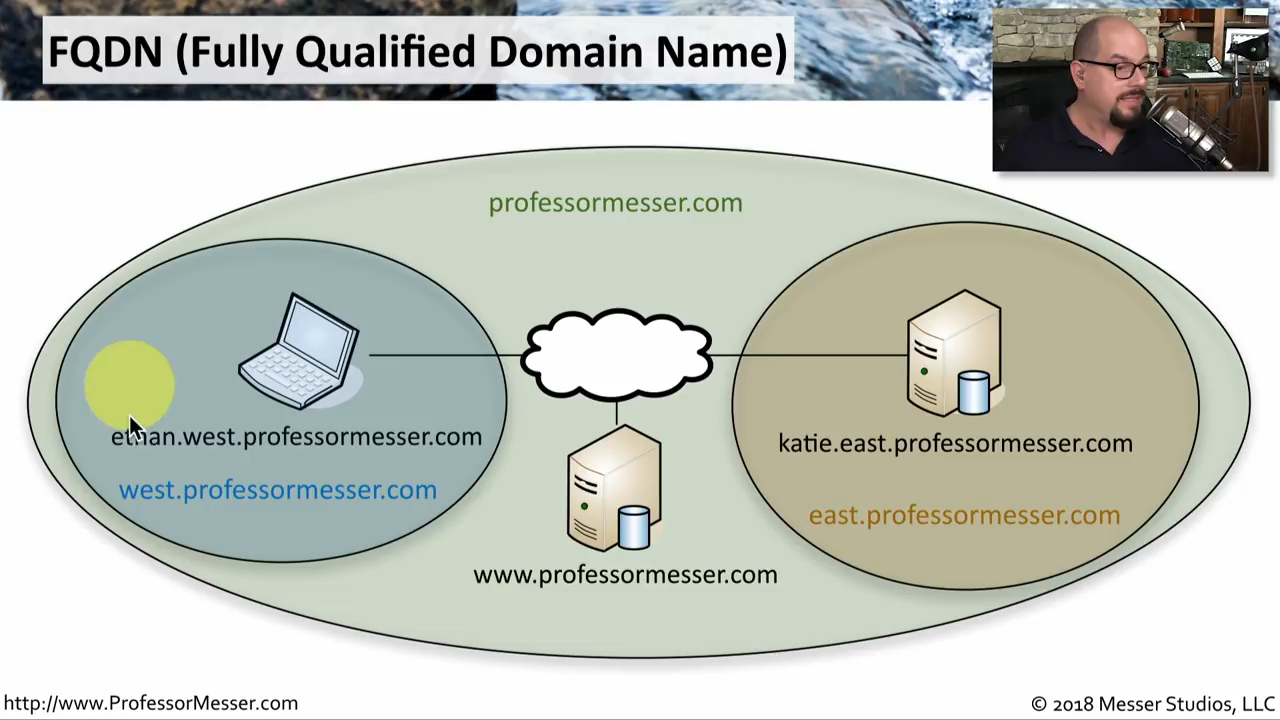 FQDN (Fully Qualified Domain Name)
professormesser.com
ethan.west.professormesser.com
katie.east.professormesser.com
west.professormesser.com
east.professormesser.com
www.professormesser.com
http://www.ProfessorMesser.com
© 2018 Messer Studios, LLC